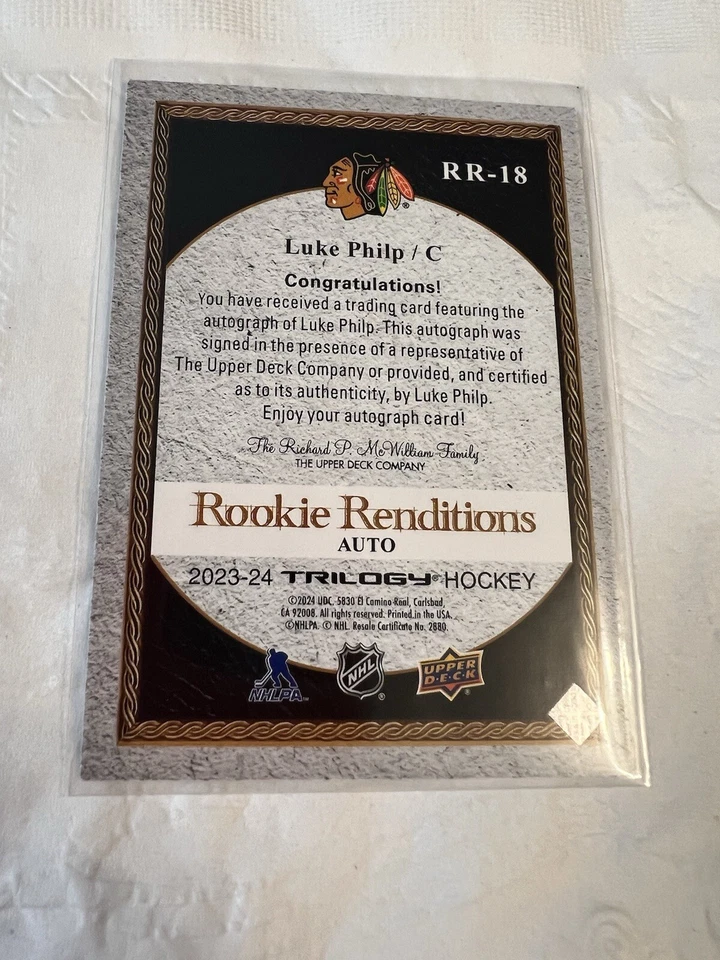 RR-18
Luke Philp / C
Congratulations!
You have received a trading card featuring the
autograph of Luke Philp. This autograph was
signed in the presence of a representative of
The Upper Deck Company or provided, and certified
as to its authenticity, by Luke Philp.
Enjoy your autograph card!
The Richard P. McWilliam Family
THE UPPER DECK COMPANY
Rookie Renditions
AUTO
2023-24 TRILOGY® HOCKEY
©2024 UDC. 5830 El Camino Real, Carlsbad,
CA 92008. All rights reserved. Printed in the USA.
©NHLPA. © NHL. Resale Certificate No. 2880.
NHLPA™
NHL ®
UPPER
D·E·C·K ®